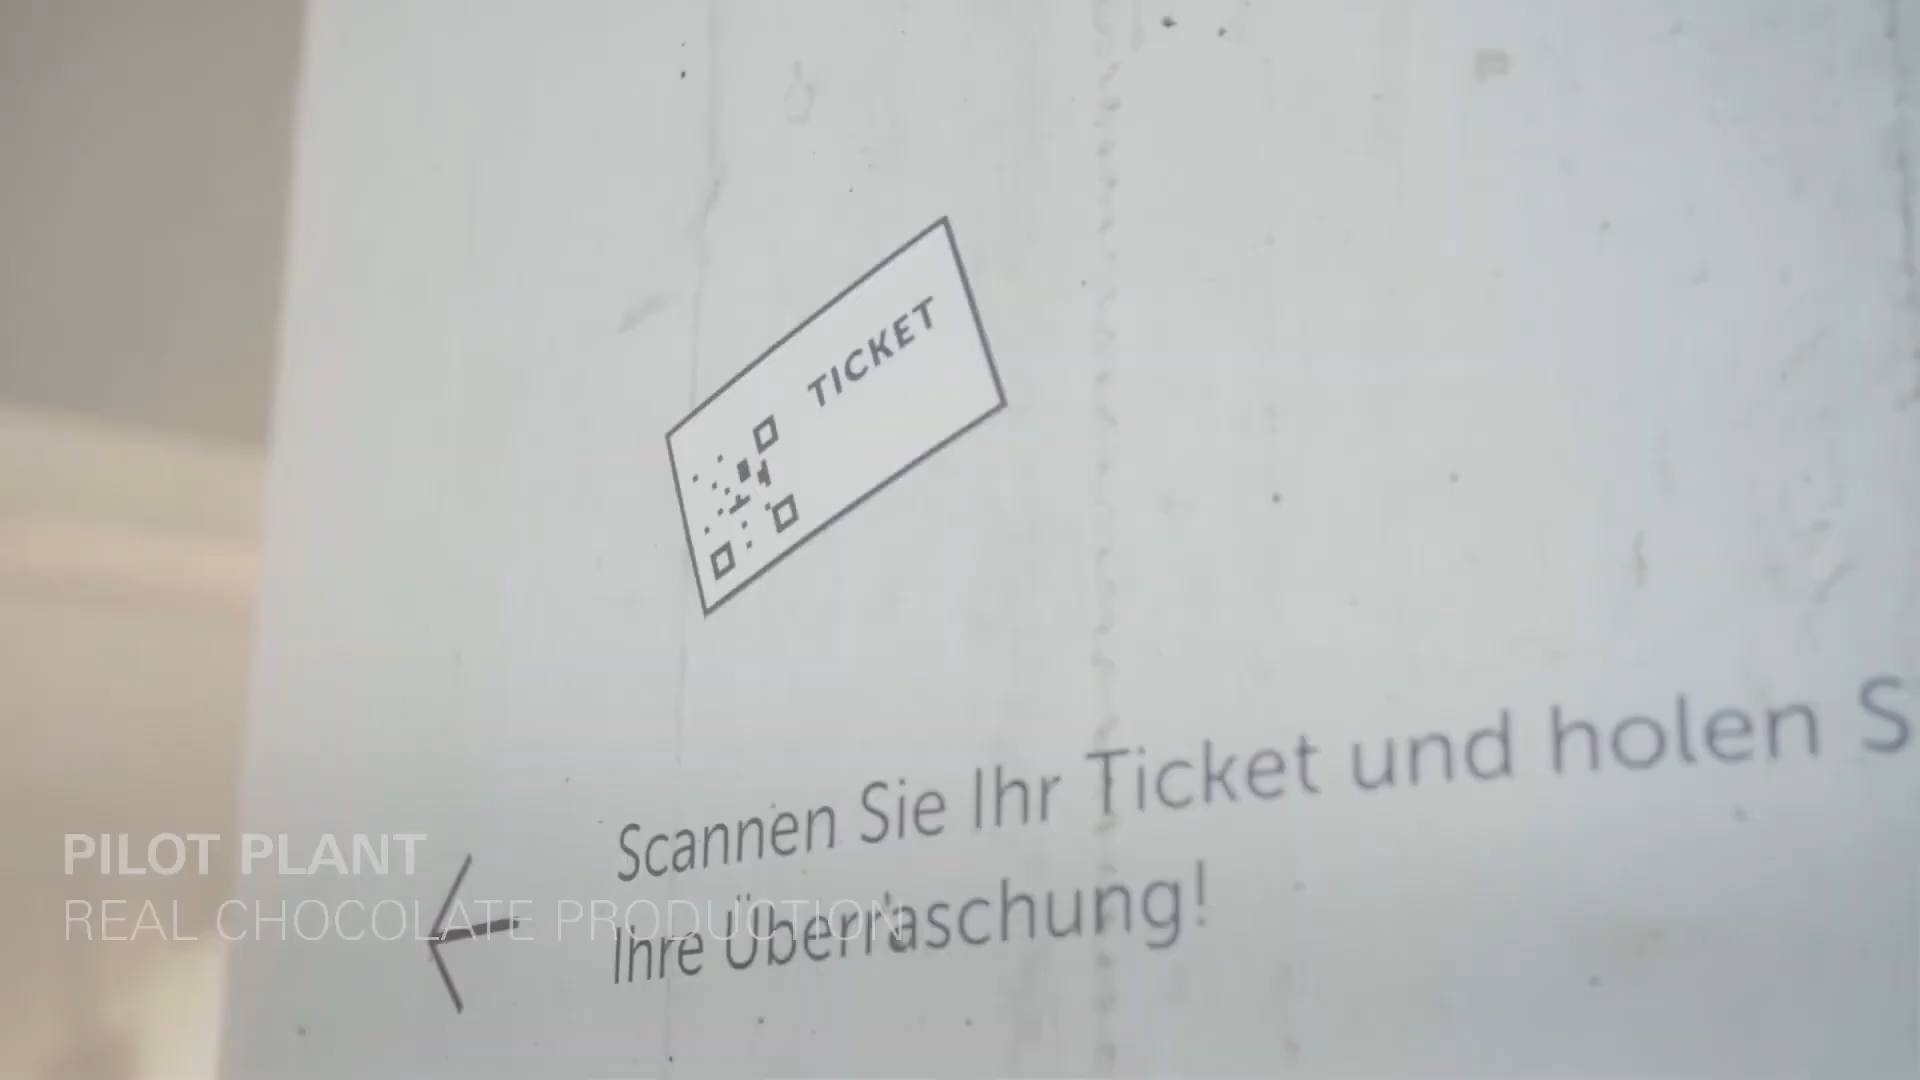 TICKET
Scannen Sie Ihr Ticket und holen S
Ihre Überraschung!
PILOT PLANT
REAL CHOCOLATE PRODUCTION